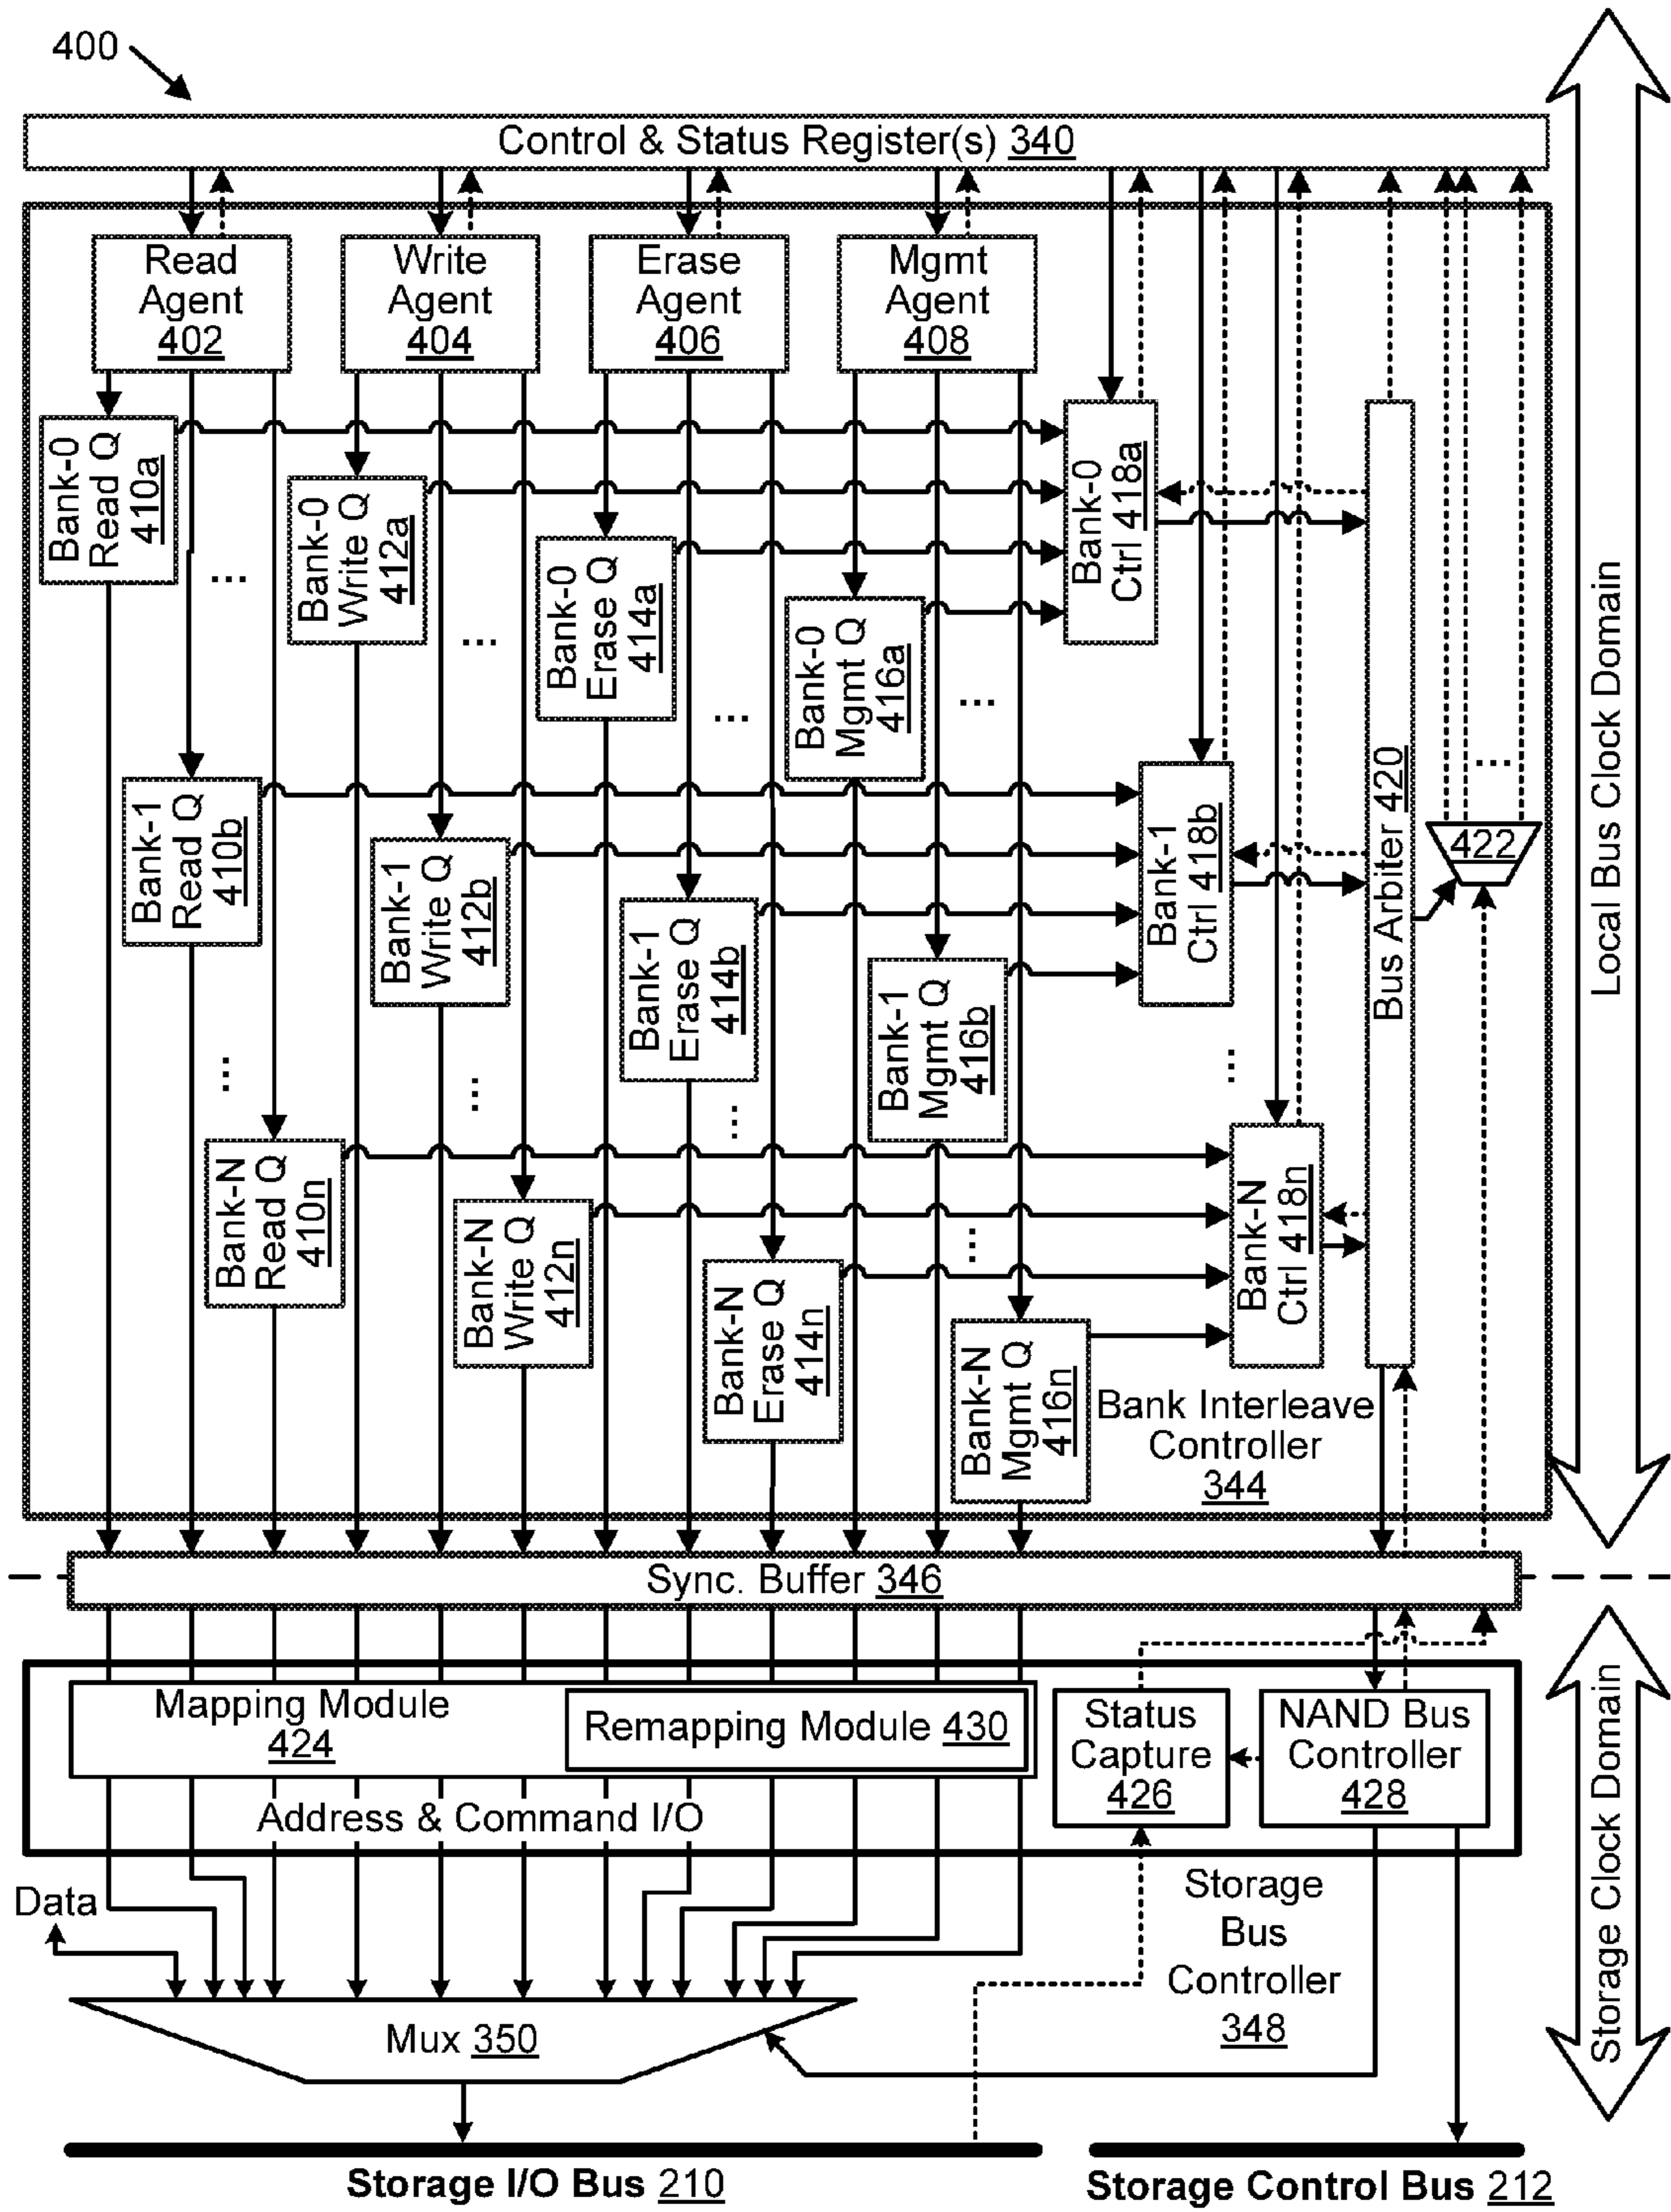 400
Control & Status Register(s) 340
Read
Agent
402
Write
Agent
404
Erase
Agent
406
Mgmt
Agent
408
Bank-0
Read Q
410a
Bank-0
Write Q
412a
Bank-0
Erase Q
414a
Bank-0
Mgmt Q
416a
Bank-0
Ctrl 418a
...
...
...
...
Bank-1
Read Q
410b
Bank-1
Write Q
412b
Bank-1
Erase Q
414b
Bank-1
Mgmt Q
416b
Bank-1
Ctrl 418b
Bus Arbiter 420
...
422
Local Bus Clock Domain
...
...
...
...
...
Bank-N
Read Q
410n
Bank-N
Write Q
412n
Bank-N
Erase Q
414n
Bank-N
Mgmt Q
416n
Bank-N
Ctrl 418n
Bank Interleave
Controller
344
Sync. Buffer 346
Mapping Module
424
Remapping Module 430
Status
Capture
426
NAND Bus
Controller
428
Address & Command I/O
Storage Clock Domain
Data
Storage
Bus
Controller
348
Mux 350
Storage I/O Bus 210
Storage Control Bus 212